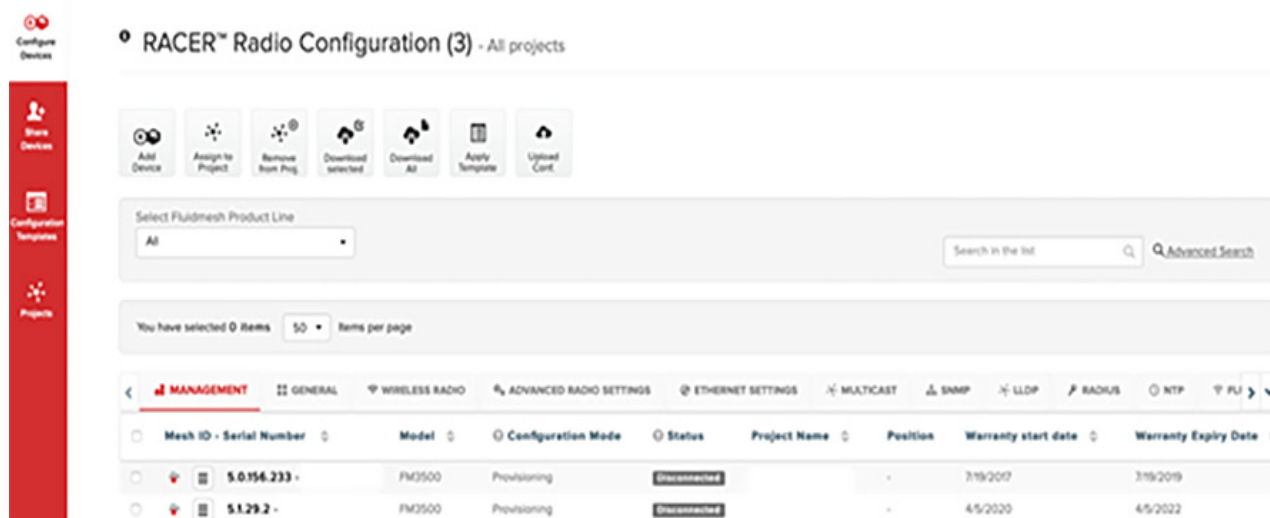 Configure
Devices
Share
Devices
Configuration
Templates
Projects
RACER™ Radio Configuration (3) - All projects
Add
Device
Assign to
Project
Remove
from Proj.
Download
selected
Download
All
Apply
Template
Upload
Conf.
Select Fluidmesh Product Line
All
Search in the list
Advanced Search
You have selected 0 items 50 Items per page
MANAGEMENT GENERAL WIRELESS RADIO ADVANCED RADIO SETTINGS ETHERNET SETTINGS MULTICAST SNMP LLDP RADIUS NTP FLU
Mesh ID - Serial Number Model Configuration Mode Status Project Name Position Warranty start date Warranty Expiry Date
5.0.156.233 - FM3500 Provisioning Disconnected - 7/19/2017 7/19/2019
5.1.29.2 - FM3500 Provisioning Disconnected - 4/5/2020 4/5/2022